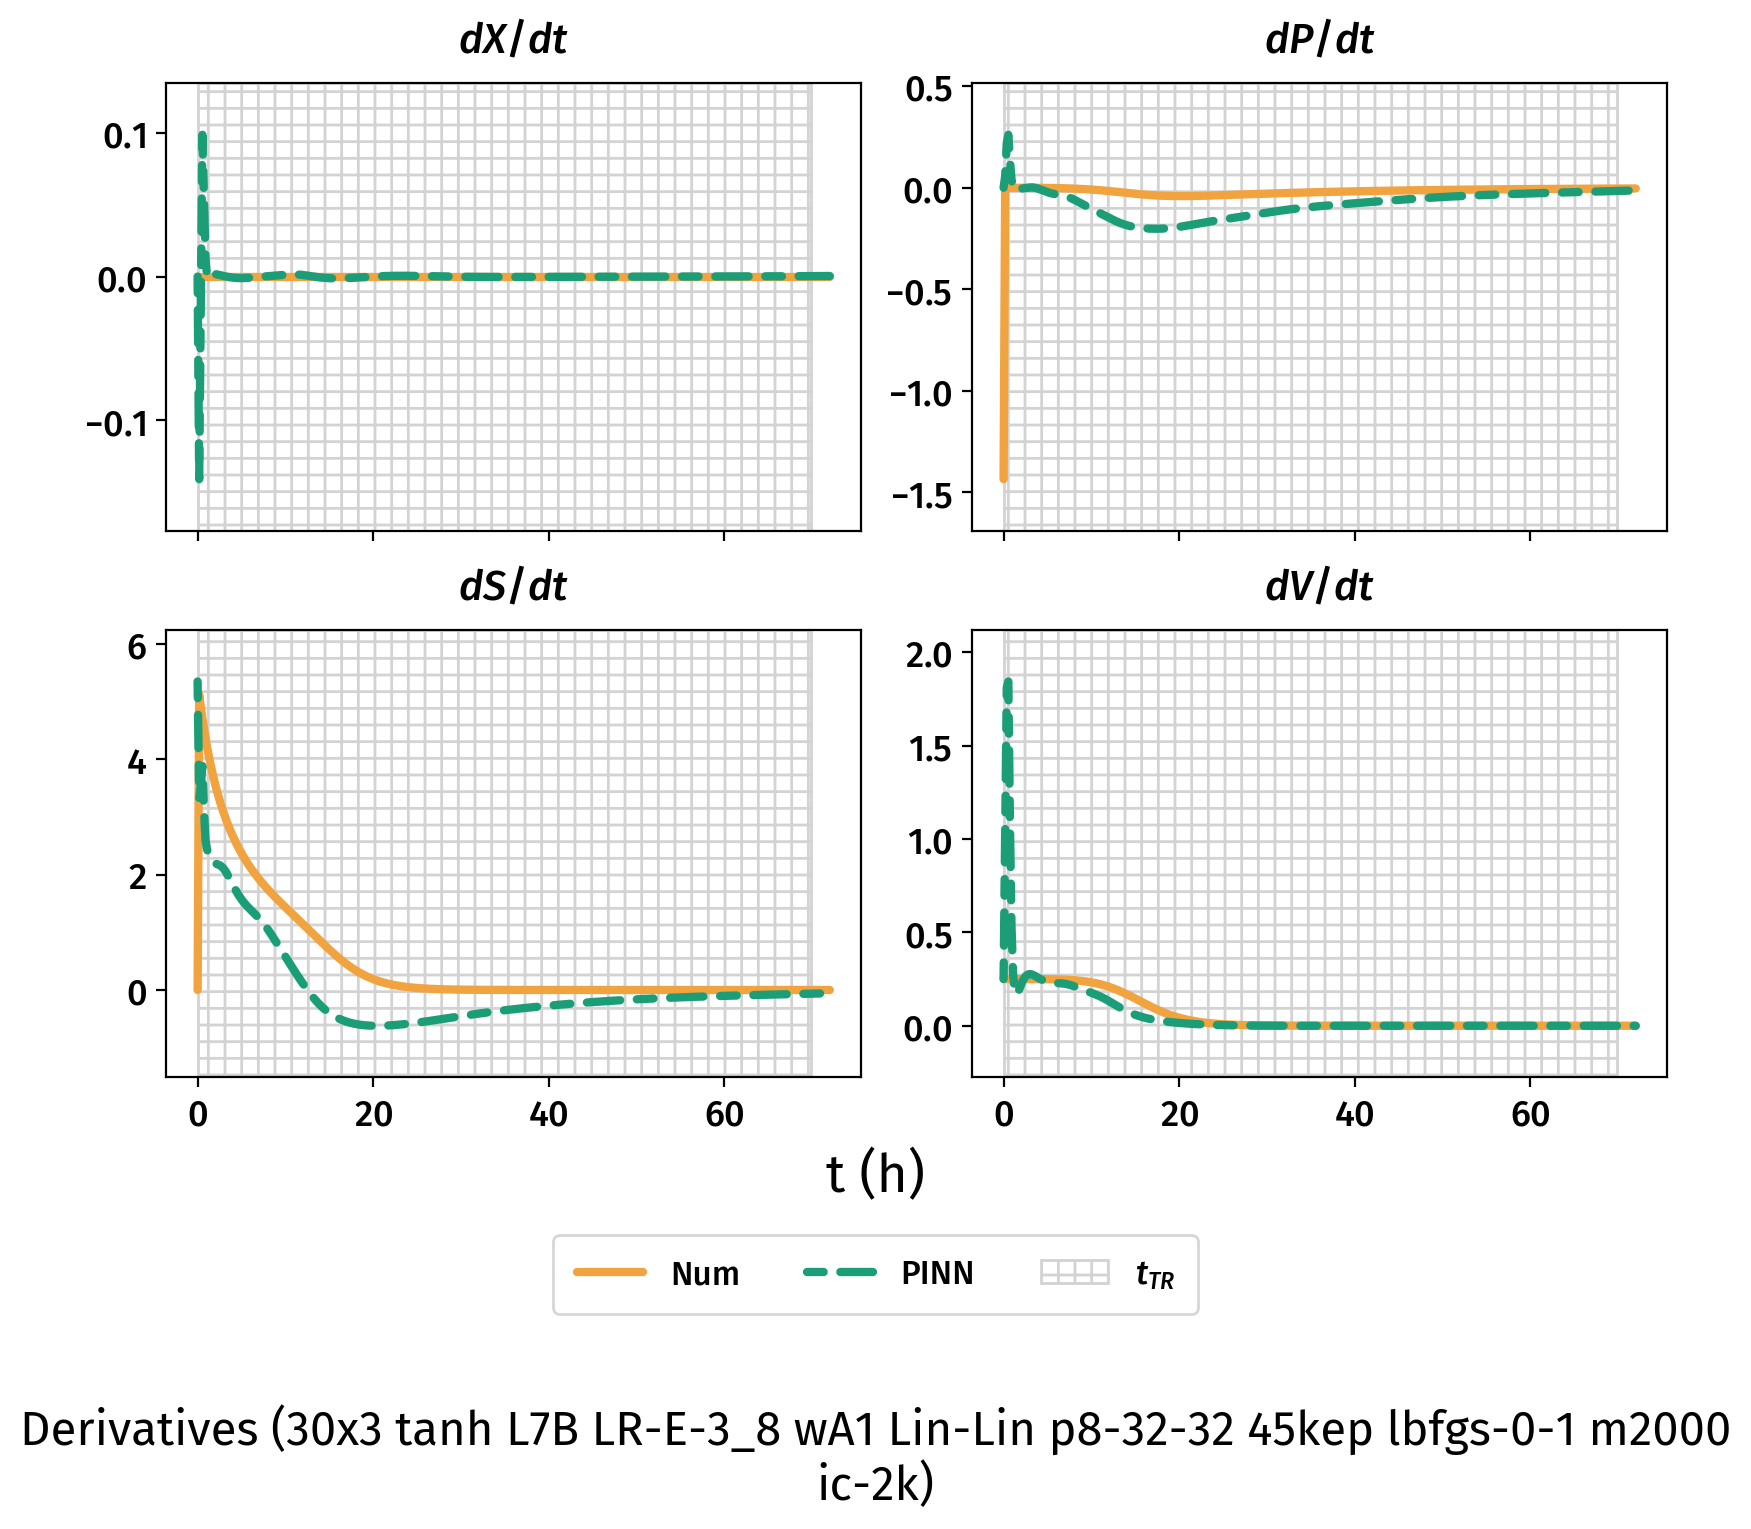 dX/dt
dP/dt
0.1
0.0
−0.1
0.5
0.0
−0.5
−1.0
−1.5
dS/dt
dV/dt
6
4
2
0
2.0
1.5
1.0
0.5
0.0
0 20 40 60
0 20 40 60
t (h)
Num PINN t_TR
Derivatives (30x3 tanh L7B LR-E-3_8 wA1 Lin-Lin p8-32-32 45kep lbfgs-0-1 m2000
ic-2k)